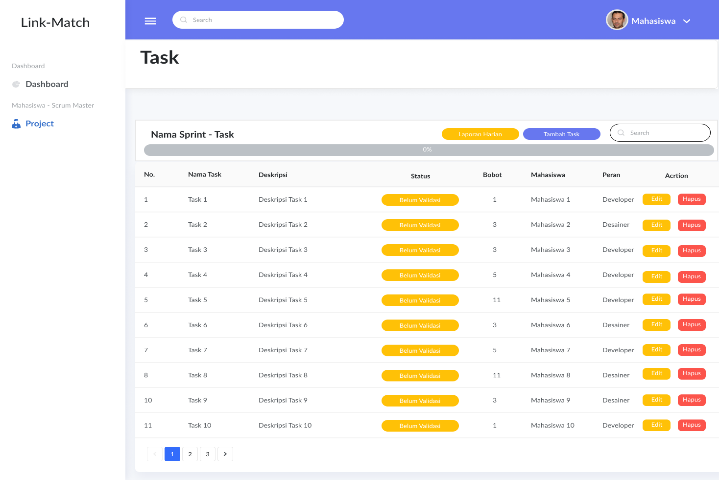 Link-Match
Search
Mahasiswa
Task
Dashboard
Dashboard
Mahasiswa - Scrum Master
Project
Nama Sprint - Task
Laporan Harian
Tambah Task
Search
0%
No. Nama Task Deskripsi Status Bobot Mahasiswa Peran Acrtion
1 Task 1 Deskripsi Task 1 Belum Validasi 1 Mahasiswa 1 Developer Edit Hapus
2 Task 2 Deskripsi Task 2 Belum Validasi 3 Mahasiswa 2 Desainer Edit Hapus
3 Task 3 Deskripsi Task 3 Belum Validasi 3 Mahasiswa 3 Developer Edit Hapus
4 Task 4 Deskripsi Task 4 Belum Validasi 5 Mahasiswa 4 Developer Edit Hapus
5 Task 5 Deskripsi Task 5 Belum Validasi 11 Mahasiswa 5 Developer Edit Hapus
6 Task 6 Deskripsi Task 6 Belum Validasi 3 Mahasiswa 6 Desainer Edit Hapus
7 Task 7 Deskripsi Task 7 Belum Validasi 5 Mahasiswa 7 Developer Edit Hapus
8 Task 8 Deskripsi Task 8 Belum Validasi 11 Mahasiswa 8 Desainer Edit Hapus
10 Task 9 Deskripsi Task 9 Belum Validasi 3 Mahasiswa 9 Desainer Edit Hapus
11 Task 10 Deskripsi Task 10 Belum Validasi 1 Mahasiswa 10 Developer Edit Hapus
1 2 3